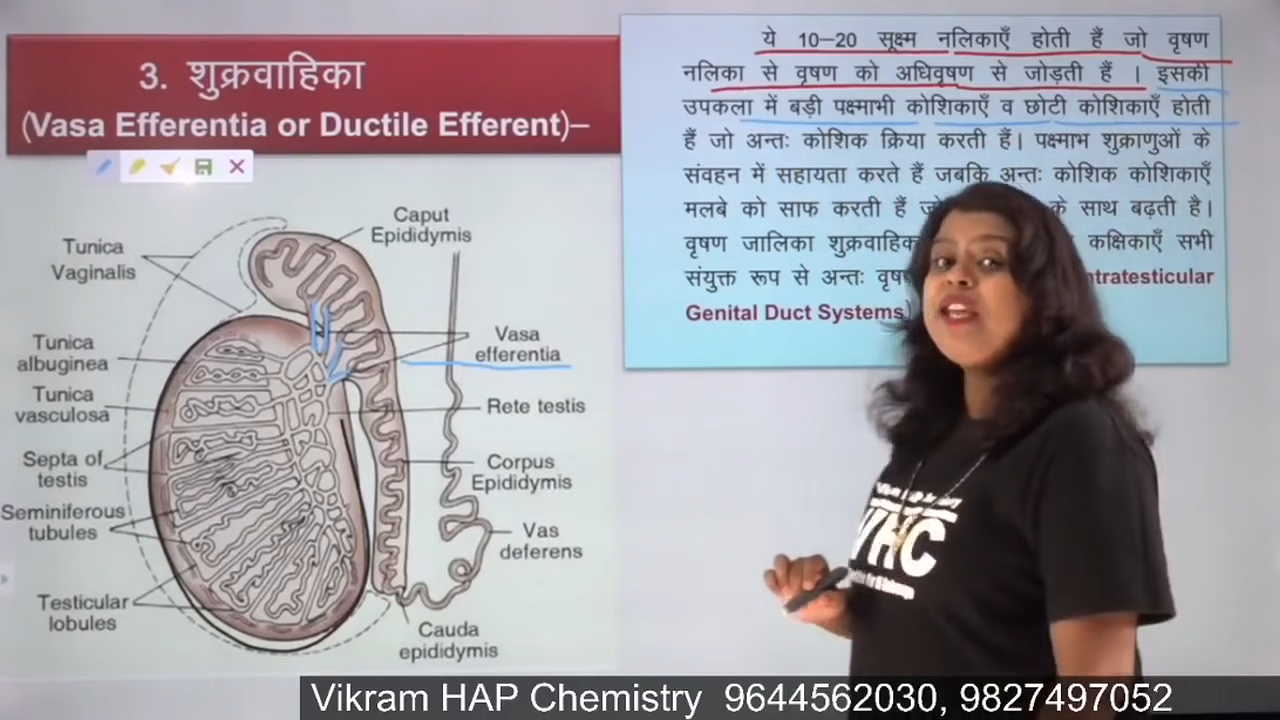 3. शुक्रवाहिका
(Vasa Efferentia or Ductile Efferent)–
ये 10–20 सूक्ष्म नलिकाएँ होती हैं जो वृषण
नलिका से वृषण को अधिवृषण से जोड़ती हैं । इसकी
उपकला में बड़ी पक्ष्माभी कोशिकाएँ व छोटी कोशिकाएँ होती
हैं जो अन्तः कोशिक क्रिया करती हैं। पक्ष्माभ शुक्राणुओं के
संवहन में सहायता करते हैं जबकि अन्तः कोशिक कोशिकाएँ
मलबे को साफ करती हैं के साथ बढ़ती है।
वृषण जालिका कक्षिकाएँ सभी
संयुक्त रूप से अन्तः ntratesticular
Genital Duct Systems)
Caput
Epididymis
Tunica
Vaginalis
Tunica
albuginea
Tunica
vasculosa
Septa of
testis
Seminiferous
tubules
Testicular
lobules
Vasa
efferentia
Rete testis
Corpus
Epididymis
Vas
deferens
Cauda
epididymis
VHC
Vikram HAP Chemistry 9644562030, 9827497052